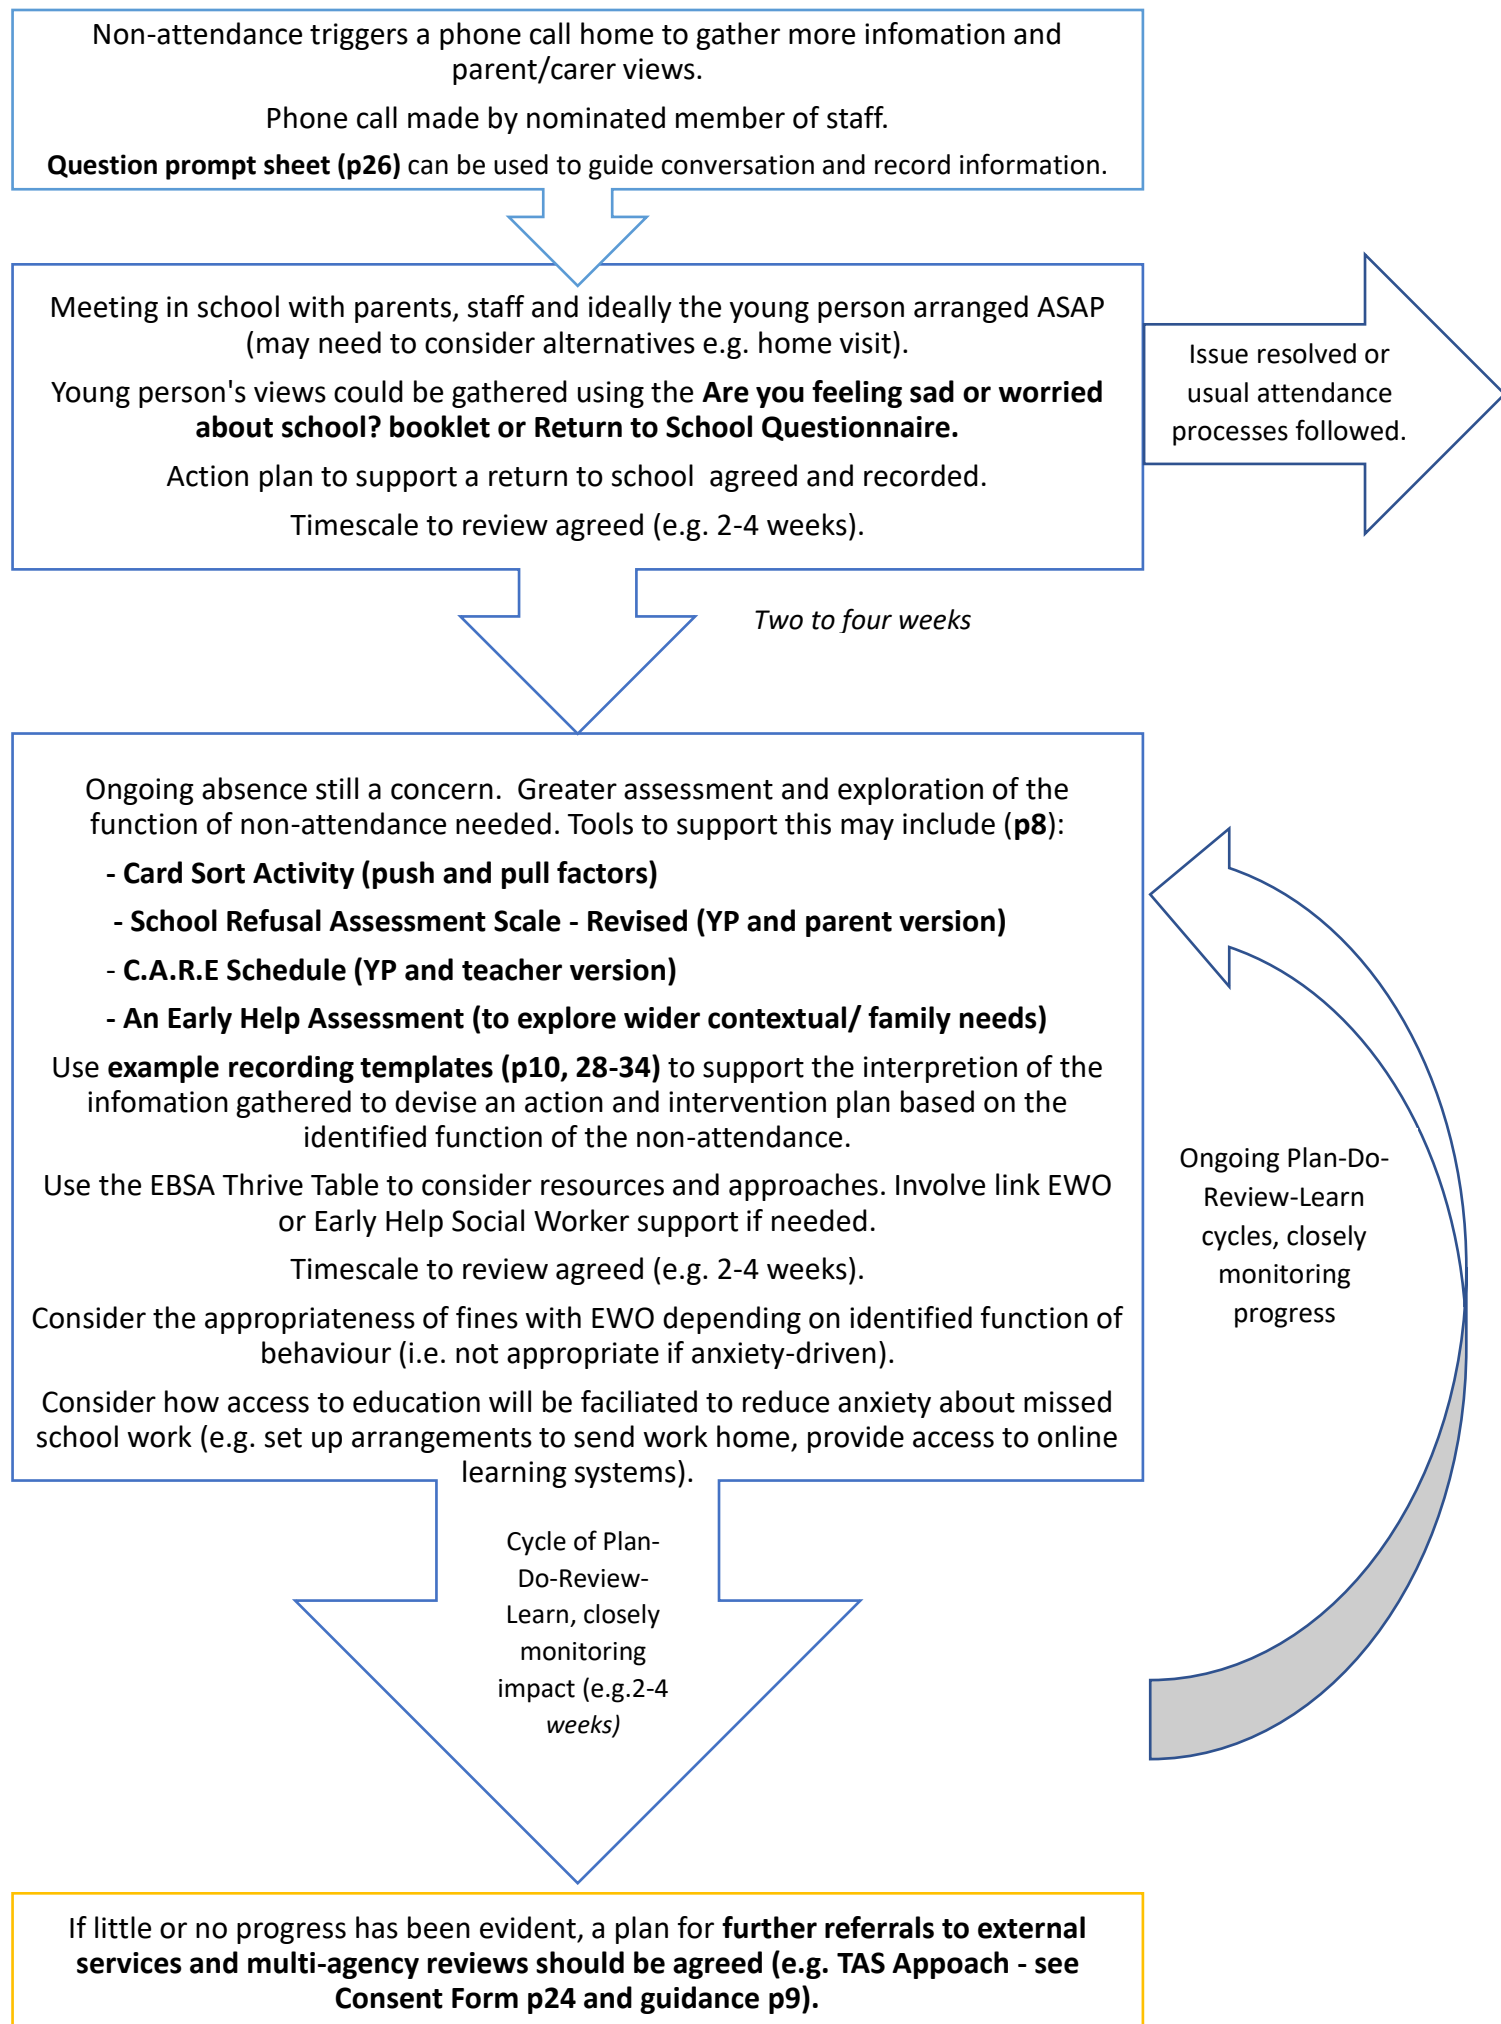 Non-attendance triggers a phone call home to gather more infomation and
parent/carer views.
Phone call made by nominated member of staff.
Question prompt sheet (p26) can be used to guide conversation and record information.
Meeting in school with parents, staff and ideally the young person arranged ASAP
(may need to consider alternatives e.g. home visit).
Young person's views could be gathered using the Are you feeling sad or worried
about school? booklet or Return to School Questionnaire.
Action plan to support a return to school  agreed and recorded.
Timescale to review agreed (e.g. 2-4 weeks).
Issue resolved or
usual attendance
processes followed.
Two to four weeks
Ongoing absence still a concern.  Greater assessment and exploration of the
function of non-attendance needed. Tools to support this may include (p8):
- Card Sort Activity (push and pull factors)
- School Refusal Assessment Scale - Revised (YP and parent version)
- C.A.R.E Schedule (YP and teacher version)
- An Early Help Assessment (to explore wider contextual/ family needs)
Use example recording templates (p10, 28-34) to support the interpretion of the
infomation gathered to devise an action and intervention plan based on the
identified function of the non-attendance.
Use the EBSA Thrive Table to consider resources and approaches. Involve link EWO
or Early Help Social Worker support if needed.
Timescale to review agreed (e.g. 2-4 weeks).
Consider the appropriateness of fines with EWO depending on identified function of
behaviour (i.e. not appropriate if anxiety-driven).
Consider how access to education will be faciliated to reduce anxiety about missed
school work (e.g. set up arrangements to send work home, provide access to online
learning systems).
Ongoing Plan-Do-
Review-Learn
cycles, closely
monitoring
progress
Cycle of Plan-
Do-Review-
Learn, closely
monitoring
impact (e.g.2-4
weeks)
If little or no progress has been evident, a plan for further referrals to external
services and multi-agency reviews should be agreed (e.g. TAS Appoach - see
Consent Form p24 and guidance p9).